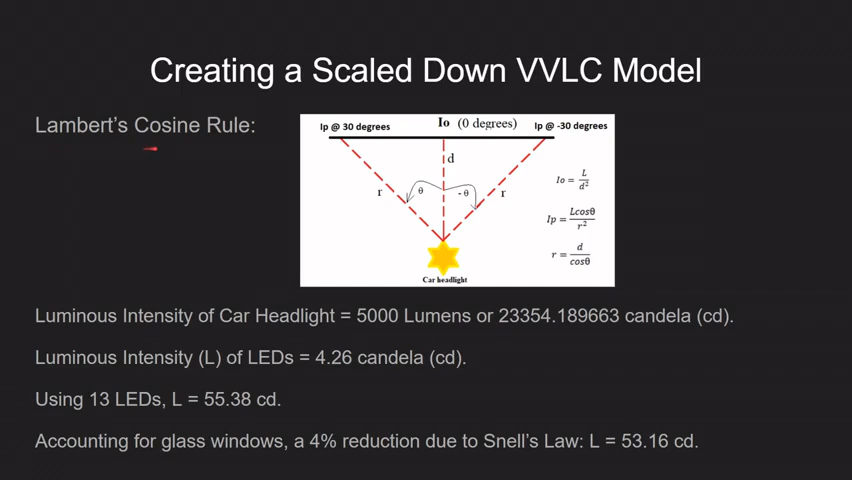 Creating a Scaled Down VVLC Model
Lambert's Cosine Rule:
Ip @ 30 degrees
Io (0 degrees)
Ip @ -30 degrees
d
r
θ
- θ
r
Io = L/d²
Ip = Lcosθ/r²
r = d/cosθ
Car headlight
Luminous Intensity of Car Headlight = 5000 Lumens or 23354.189663 candela (cd).
Luminous Intensity (L) of LEDs = 4.26 candela (cd).
Using 13 LEDs, L = 55.38 cd.
Accounting for glass windows, a 4% reduction due to Snell's Law: L = 53.16 cd.